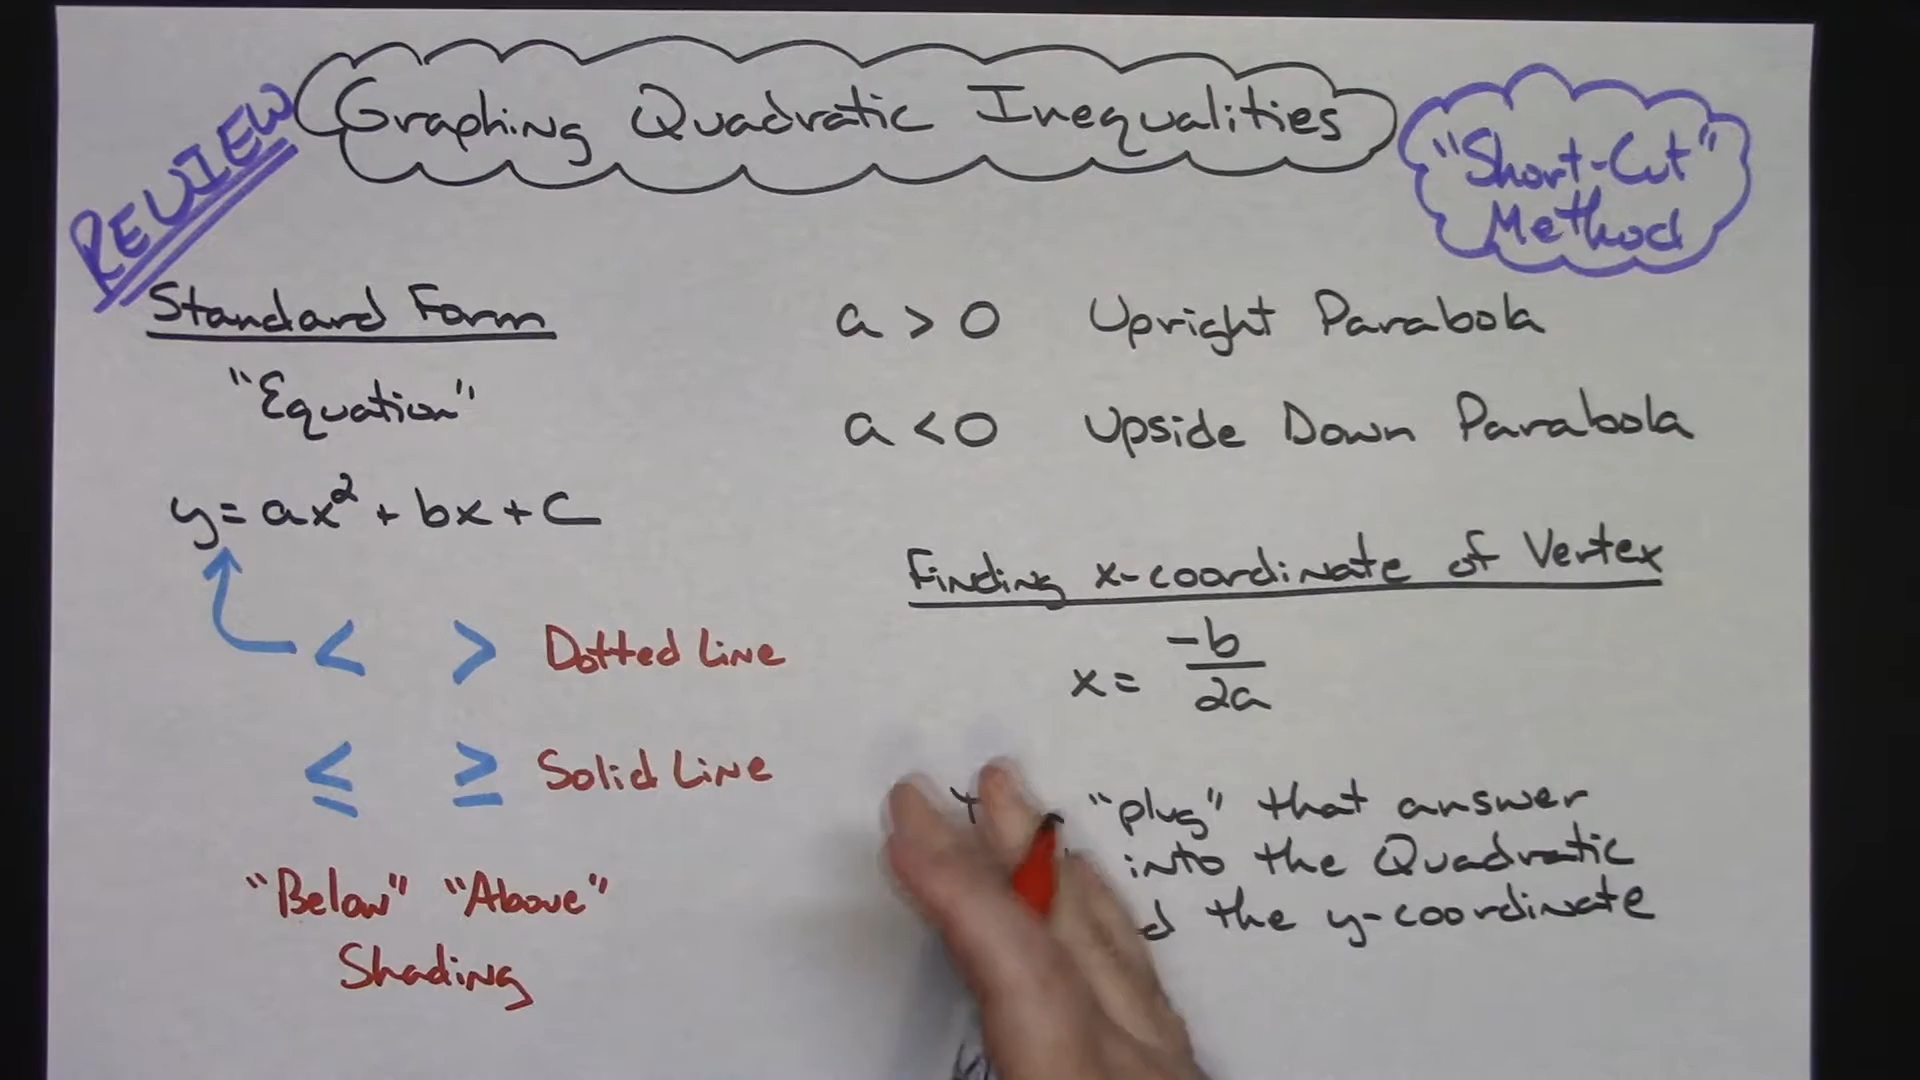 REVIEW
Graphing Quadratic Inequalities
"Short-Cut"
Method
Standard Form
"Equation"
y = ax² + bx + c
< > Dotted Line
≤ ≥ Solid Line
"Below" "Above"
Shading
a > 0 Upright Parabola
a < 0 Upside Down Parabola
Finding x-coordinate of Vertex
x = -b/2a
"plug" that answer
into the Quadratic
the y-coordinate